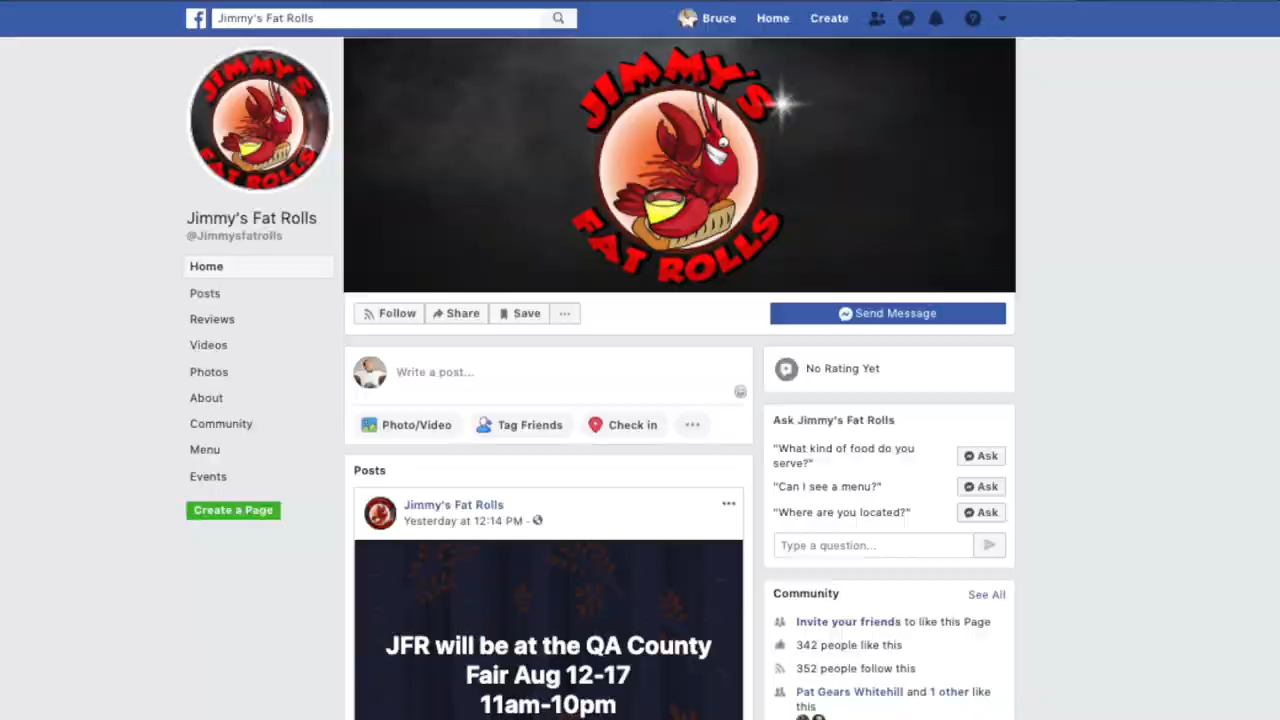 Jimmy's Fat Rolls
Bruce
Home
Create
JIMMY'S
FAT ROLLS
Jimmy's Fat Rolls
@Jimmysfatrolls
Home
Posts
Reviews
Videos
Photos
About
Community
Menu
Events
Create a Page
JIMMY'S
FAT ROLLS
Follow
Share
Save
Send Message
Write a post...
Photo/Video
Tag Friends
Check in
Posts
Jimmy's Fat Rolls
Yesterday at 12:14 PM ·
JFR will be at the QA County
Fair Aug 12-17
11am-10pm
No Rating Yet
Ask Jimmy's Fat Rolls
"What kind of food do you
serve?"
Ask
"Can I see a menu?"
Ask
"Where are you located?"
Ask
Type a question...
Community
See All
Invite your friends to like this Page
342 people like this
352 people follow this
Pat Gears Whitehill and 1 other like
this